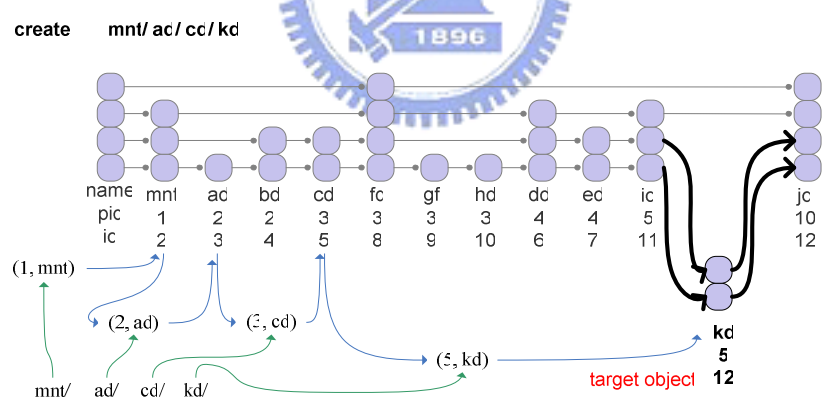 create mnt/ ad/ cd/ kd
1896
name mnt ad bd cd fc gf hd dd ed ic jc
pic 1 2 2 3 3 3 3 4 4 5 10
ic 2 3 4 5 8 9 10 6 7 11 12
(1, mnt)
(2, ad) (3, cd)
(5, kd)
kd
5
target object 12
mnt/ ad/ cd/ kd/